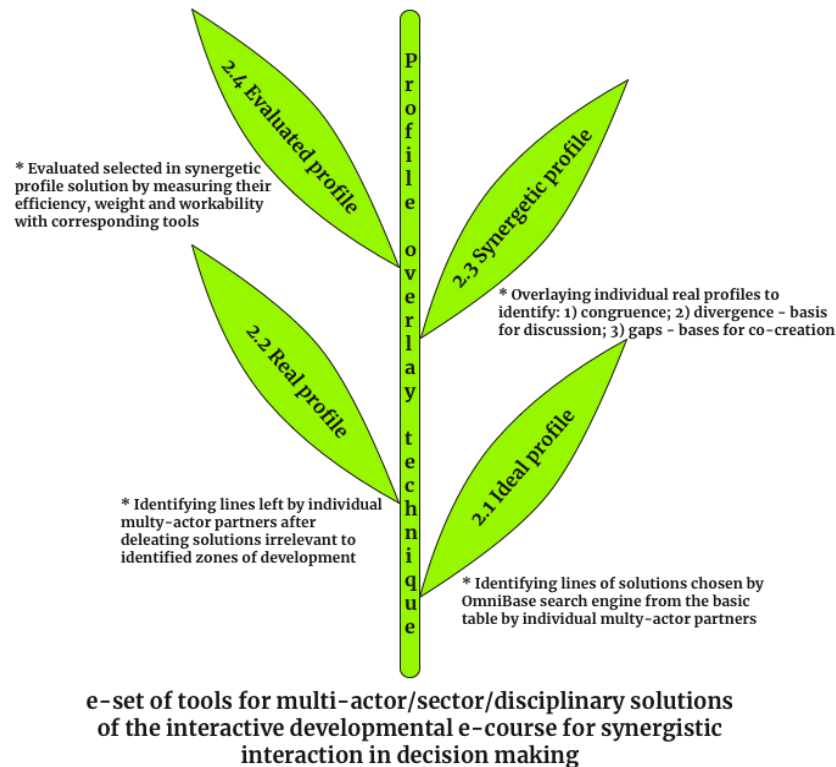 Profile overlay technique
2.4 Evaluated profile
* Evaluated selected in synergetic
profile solution by measuring their
efficiency, weight and workability
with corresponding tools
2.3 Synergetic profile
* Overlaying individual real profiles to
identify: 1) congruence; 2) divergence - basis
for discussion; 3) gaps - bases for co-creation
2.2 Real profile
* Identifying lines left by individual
multy-actor partners after
deleating solutions irrelevant to
identified zones of development
2.1 Ideal profile
* Identifying lines of solutions chosen by
OmniBase search engine from the basic
table by individual multy-actor partners
e-set of tools for multi-actor/sector/disciplinary solutions
of the interactive developmental e-course for synergistic
interaction in decision making